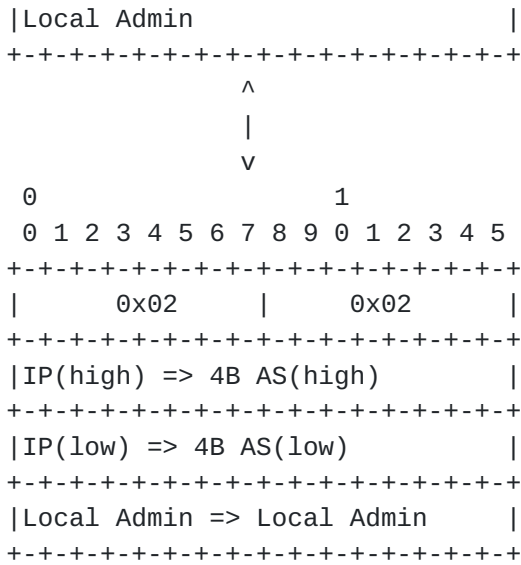 |Local Admin                    |
+-+-+-+-+-+-+-+-+-+-+-+-+-+-+-+-+
               ^
               |
               v
 0                   1
 0 1 2 3 4 5 6 7 8 9 0 1 2 3 4 5
+-+-+-+-+-+-+-+-+-+-+-+-+-+-+-+-+
|      0x02     |     0x02      |
+-+-+-+-+-+-+-+-+-+-+-+-+-+-+-+-+
|IP(high) => 4B AS(high)        |
+-+-+-+-+-+-+-+-+-+-+-+-+-+-+-+-+
|IP(low) => 4B AS(low)          |
+-+-+-+-+-+-+-+-+-+-+-+-+-+-+-+-+
|Local Admin => Local Admin     |
+-+-+-+-+-+-+-+-+-+-+-+-+-+-+-+-+